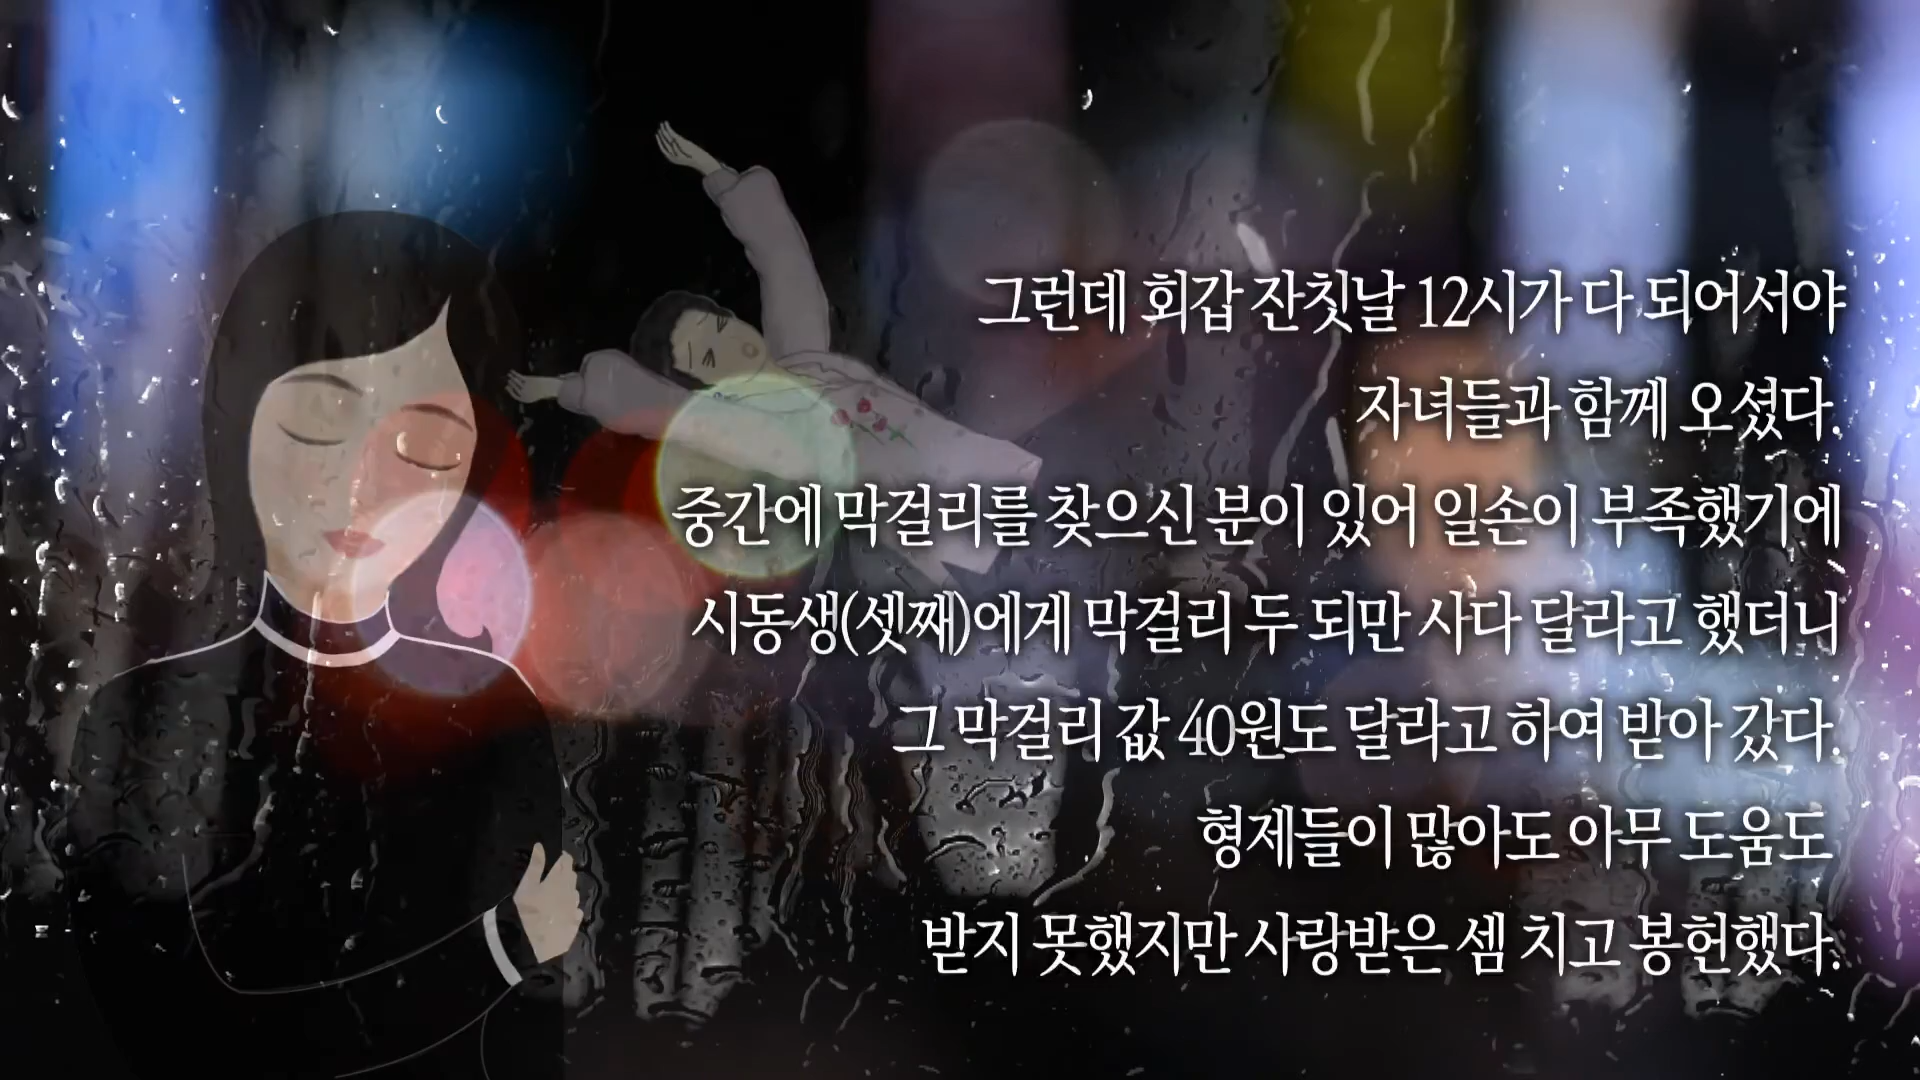 그런데 회갑 잔칫날 12시가 다 되어서야
자녀들과 함께 오셨다.
중간에 막걸리를 찾으신 분이 있어 일손이 부족했기에
시동생(셋째)에게 막걸리 두 되만 사다 달라고 했더니
그 막걸리 값 40원도 달라고 하여 받아 갔다.
형제들이 많아도 아무 도움도
받지 못했지만 사랑받은 셈 치고 봉헌했다.